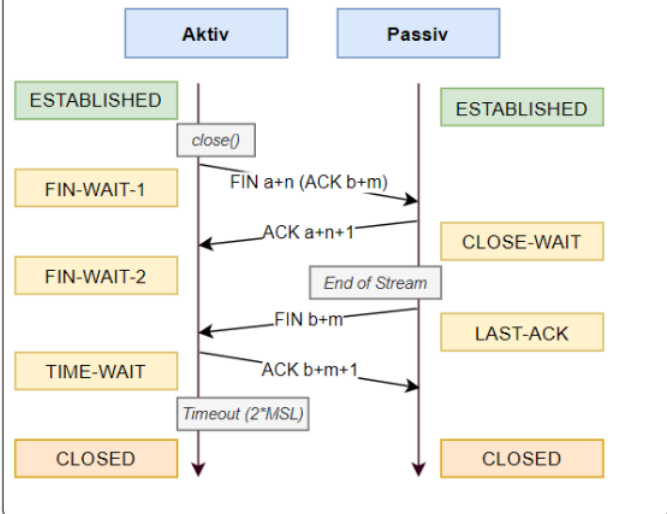 Aktiv
Passiv
ESTABLISHED
ESTABLISHED
close()
FIN-WAIT-1
FIN a+n (ACK b+m)
ACK a+n+1
CLOSE-WAIT
FIN-WAIT-2
End of Stream
FIN b+m
LAST-ACK
TIME-WAIT
ACK b+m+1
Timeout (2*MSL)
CLOSED
CLOSED